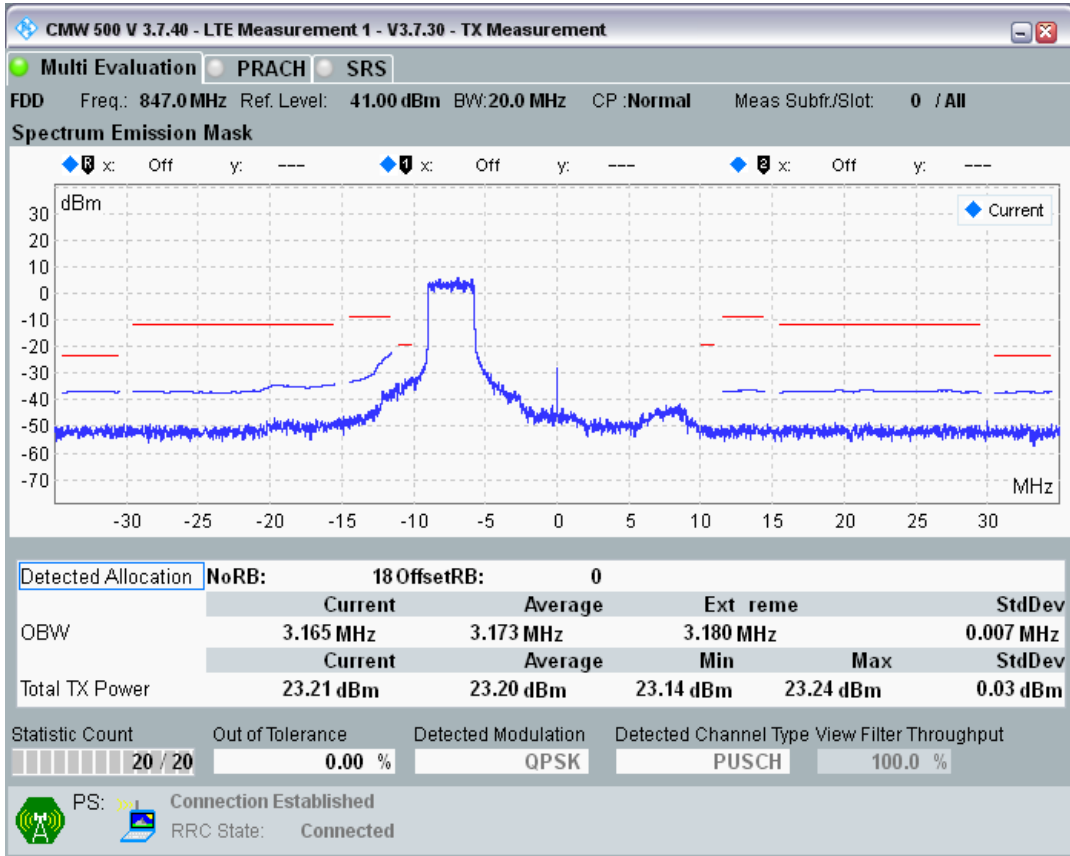 CMW 500 V 3.7.40 - LTE Measurement 1 - V3.7.30 - TX Measurement
Multi Evaluation PRACH SRS
FDD Freq.: 847.0 MHz Ref. Level: 41.00 dBm BW: 20.0 MHz CP : Normal Meas Subfr./Slot: 0 / All
Spectrum Emission Mask
R x: Off y: --- 1 x: Off y: --- 2 x: Off y: ---
dBm
Current
30
20
10
0
-10
-20
-30
-40
-50
-60
-70
MHz
-30 -25 -20 -15 -10 -5 0 5 10 15 20 25 30
Detected Allocation NoRB: 18 OffsetRB: 0
Current Average Ext reme StdDev
OBW 3.165 MHz 3.173 MHz 3.180 MHz 0.007 MHz
Current Average Min Max StdDev
Total TX Power 23.21 dBm 23.20 dBm 23.14 dBm 23.24 dBm 0.03 dBm
Statistic Count Out of Tolerance Detected Modulation Detected Channel Type View Filter Throughput
20 / 20 0.00 % QPSK PUSCH 100.0 %
PS: Connection Established
RRC State: Connected